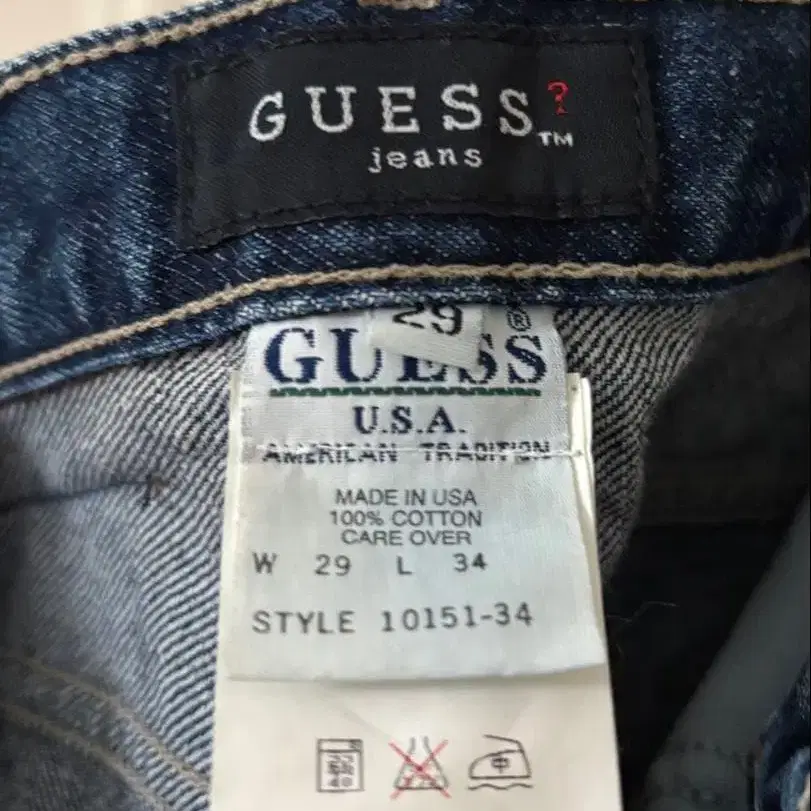 GUESS?™
jeans
29
GUESS®
U.S.A.
AMERICAN TRADITION
MADE IN USA
100% COTTON
CARE OVER
W 29 L 34
STYLE 10151-34
中